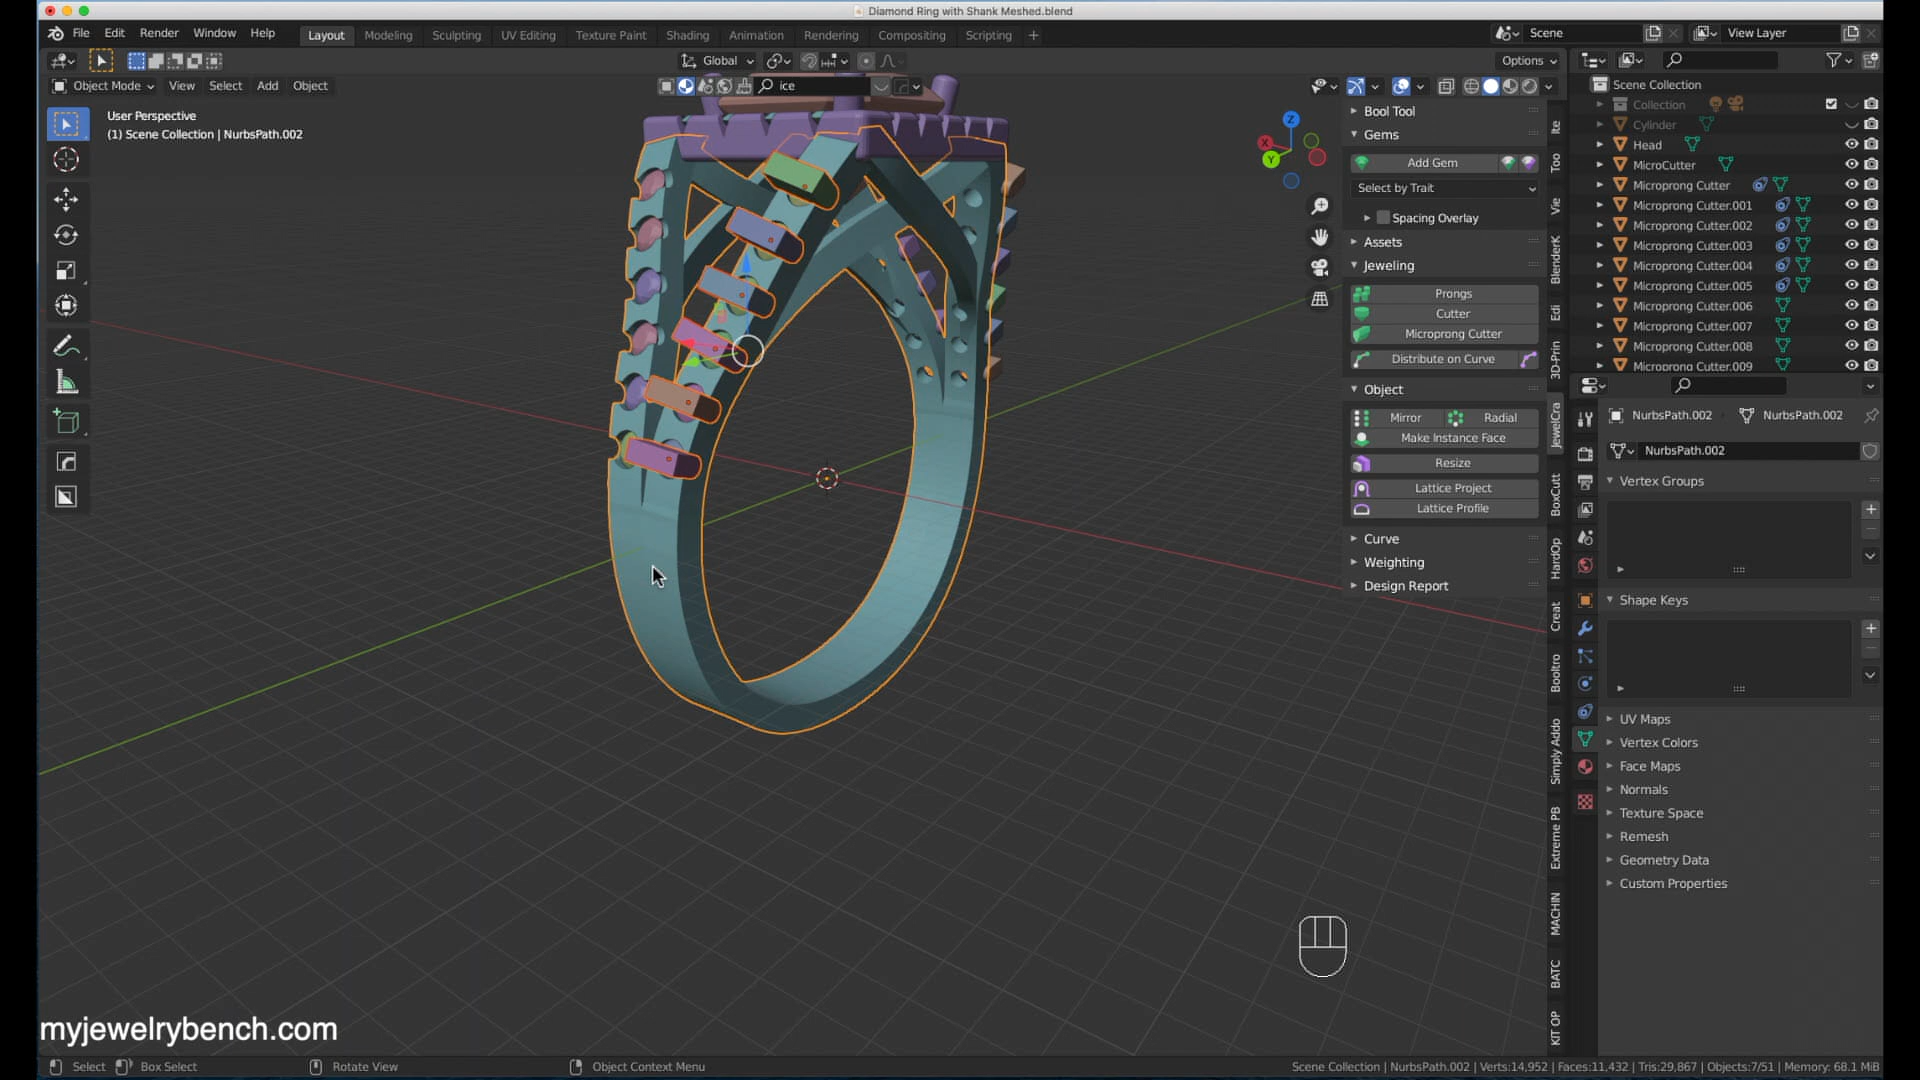 Diamond Ring with Shank Meshed.blend
File Edit Render Window Help Layout Modeling Sculpting UV Editing Texture Paint Shading Animation Rendering Compositing Scripting + Scene View Layer
Global Options
Object Mode View Select Add Object ice
User Perspective
(1) Scene Collection | NurbsPath.002
Bool Tool
Gems
Add Gem
Select by Trait
Spacing Overlay
Assets
Jeweling
Prongs
Cutter
Microprong Cutter
Distribute on Curve
Object
Mirror Radial
Make Instance Face
Resize
Lattice Project
Lattice Profile
Curve
Weighting
Design Report
X
Y
Z
Ite
Too
Vie
BlenderK
Edi
3D-Prin
JewelCra
BoxCutt
HardOp
Creat
Booltro
Simply Addo
Extreme PB
MACHIN
BATC
KIT OP
Scene Collection
Collection
Cylinder
Head
MicroCutter
Microprong Cutter
Microprong Cutter.001
Microprong Cutter.002
Microprong Cutter.003
Microprong Cutter.004
Microprong Cutter.005
Microprong Cutter.006
Microprong Cutter.007
Microprong Cutter.008
Microprong Cutter.009
NurbsPath.002 NurbsPath.002
NurbsPath.002
Vertex Groups
Shape Keys
UV Maps
Vertex Colors
Face Maps
Normals
Texture Space
Remesh
Geometry Data
Custom Properties
myjewelrybench.com
Select Box Select Rotate View Object Context Menu Scene Collection | NurbsPath.002 | Verts:14,952 | Faces:11,432 | Tris:29,867 | Objects:7/51 | Memory: 68.1 MiB